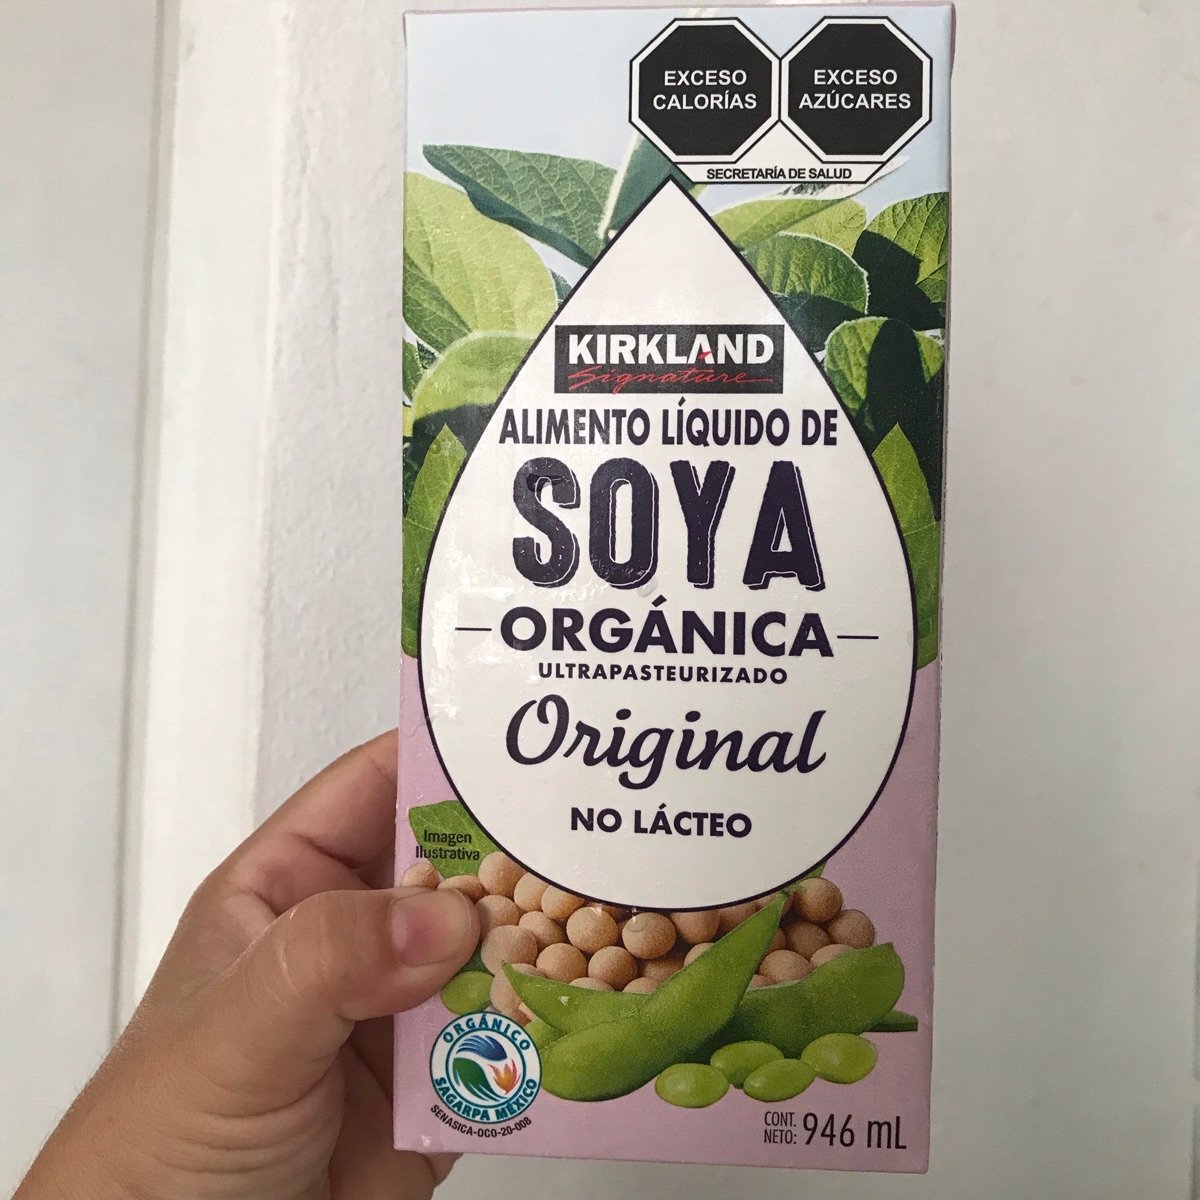 EXCESO
CALORÍAS
EXCESO
AZÚCARES
SECRETARÍA DE SALUD
KIRKLAND
Signature
ALIMENTO LÍQUIDO DE
SOYA
ORGÁNICA
ULTRAPASTEURIZADO
Original
NO LÁCTEO
Imagen
Ilustrativa
ORGÁNICO
SAGARPA MÉXICO
SENASICA-OCO-20-008
CONT.
NETO: 946 mL